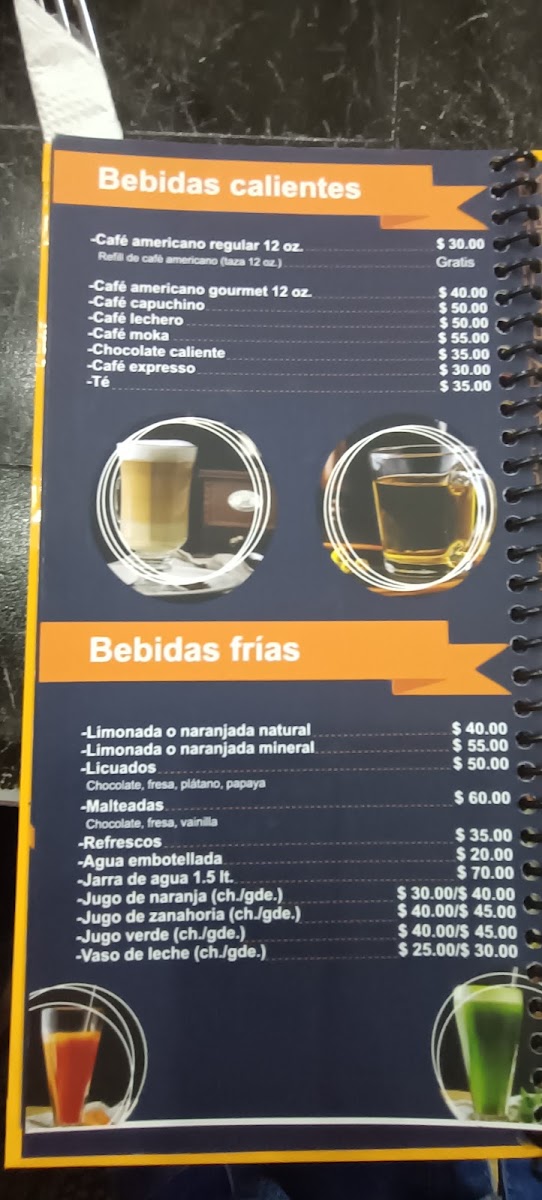 Bebidas calientes
-Café americano regular 12 oz. $ 30.00
Refill de café americano (taza 12 oz.) Gratis
-Café americano gourmet 12 oz. $ 40.00
-Café capuchino $ 50.00
-Café lechero $ 50.00
-Café moka $ 55.00
-Chocolate caliente $ 35.00
-Café expresso $ 30.00
-Té $ 35.00
Bebidas frías
-Limonada o naranjada natural $ 40.00
-Limonada o naranjada mineral $ 55.00
-Licuados $ 50.00
Chocolate, fresa, plátano, papaya
-Malteadas $ 60.00
Chocolate, fresa, vainilla
-Refrescos $ 35.00
-Agua embotellada $ 20.00
-Jarra de agua 1.5 lt. $ 70.00
-Jugo de naranja (ch./gde.) $ 30.00/$ 40.00
-Jugo de zanahoria (ch./gde.) $ 40.00/$ 45.00
-Jugo verde (ch./gde.) $ 40.00/$ 45.00
-Vaso de leche (ch./gde.) $ 25.00/$ 30.00